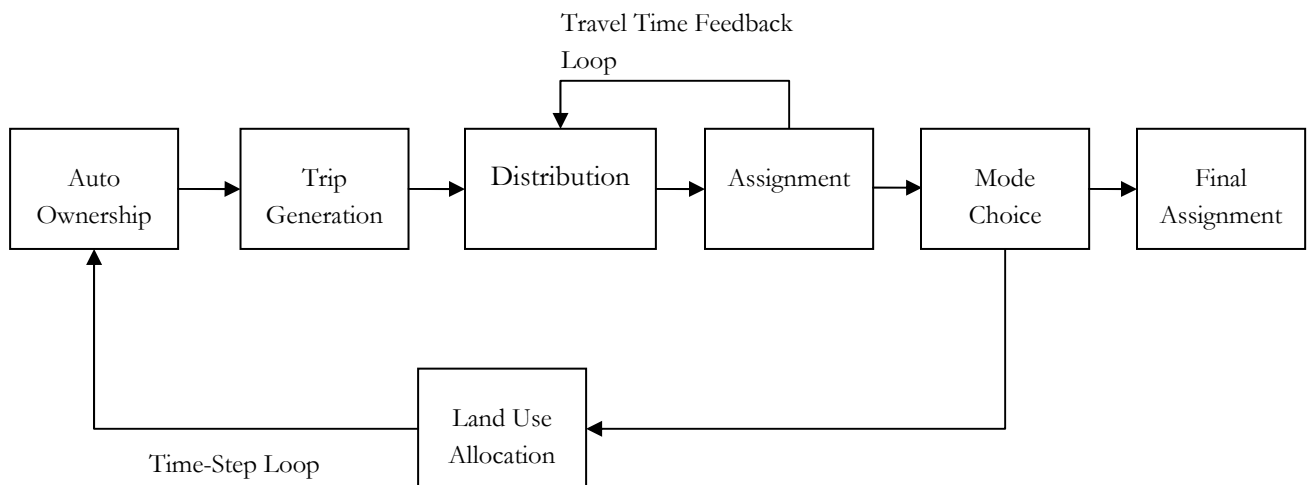 Travel Time Feedback
Loop
Auto
Ownership
Trip
Generation
Distribution
Assignment
Mode
Choice
Final
Assignment
Land Use
Allocation
Time-Step Loop